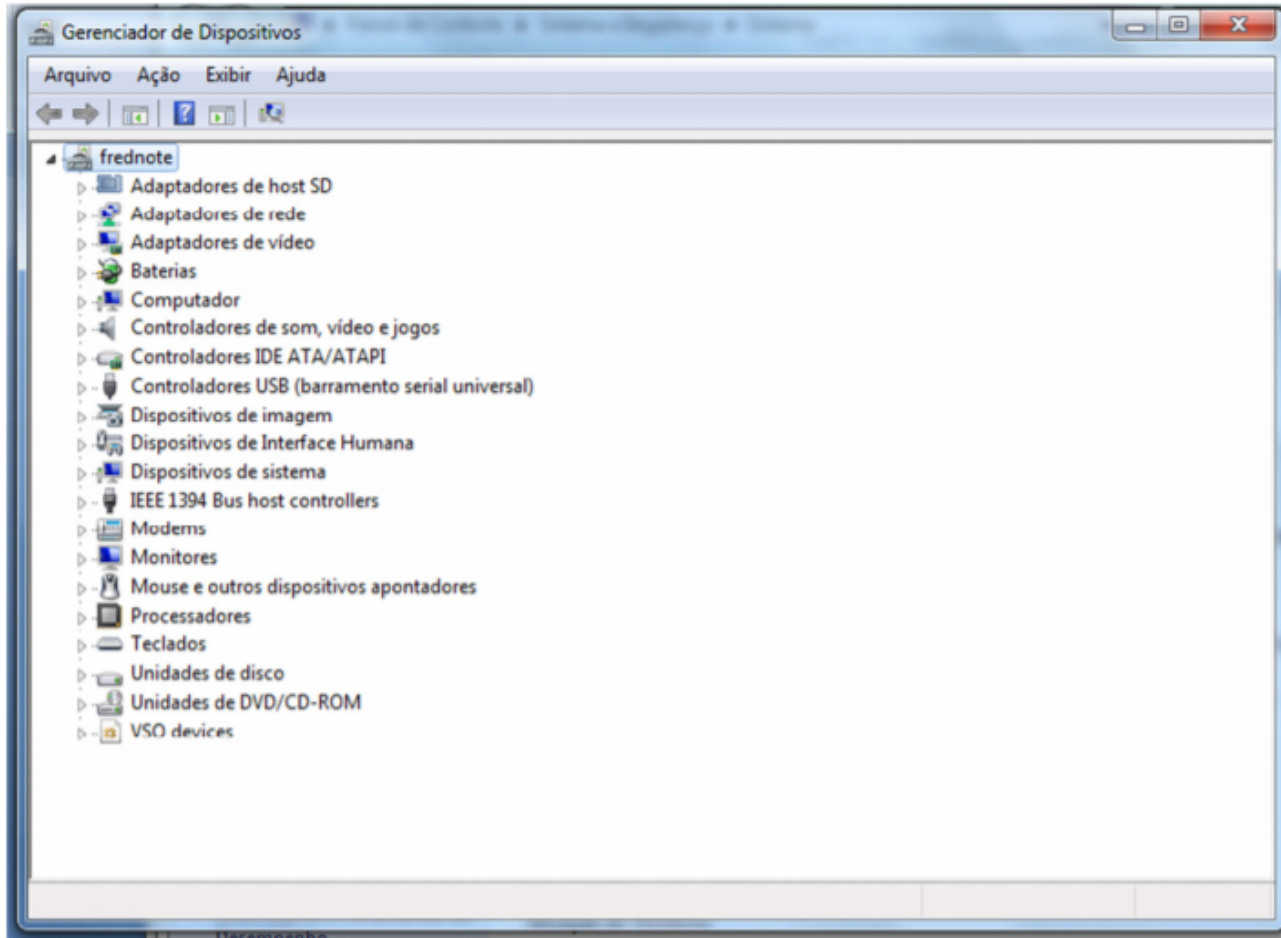 Gerenciador de Dispositivos
Arquivo Ação Exibir Ajuda
frednote
Adaptadores de host SD
Adaptadores de rede
Adaptadores de vídeo
Baterias
Computador
Controladores de som, vídeo e jogos
Controladores IDE ATA/ATAPI
Controladores USB (barramento serial universal)
Dispositivos de imagem
Dispositivos de Interface Humana
Dispositivos de sistema
IEEE 1394 Bus host controllers
Modems
Monitores
Mouse e outros dispositivos apontadores
Processadores
Teclados
Unidades de disco
Unidades de DVD/CD-ROM
VSO devices
Desempenho